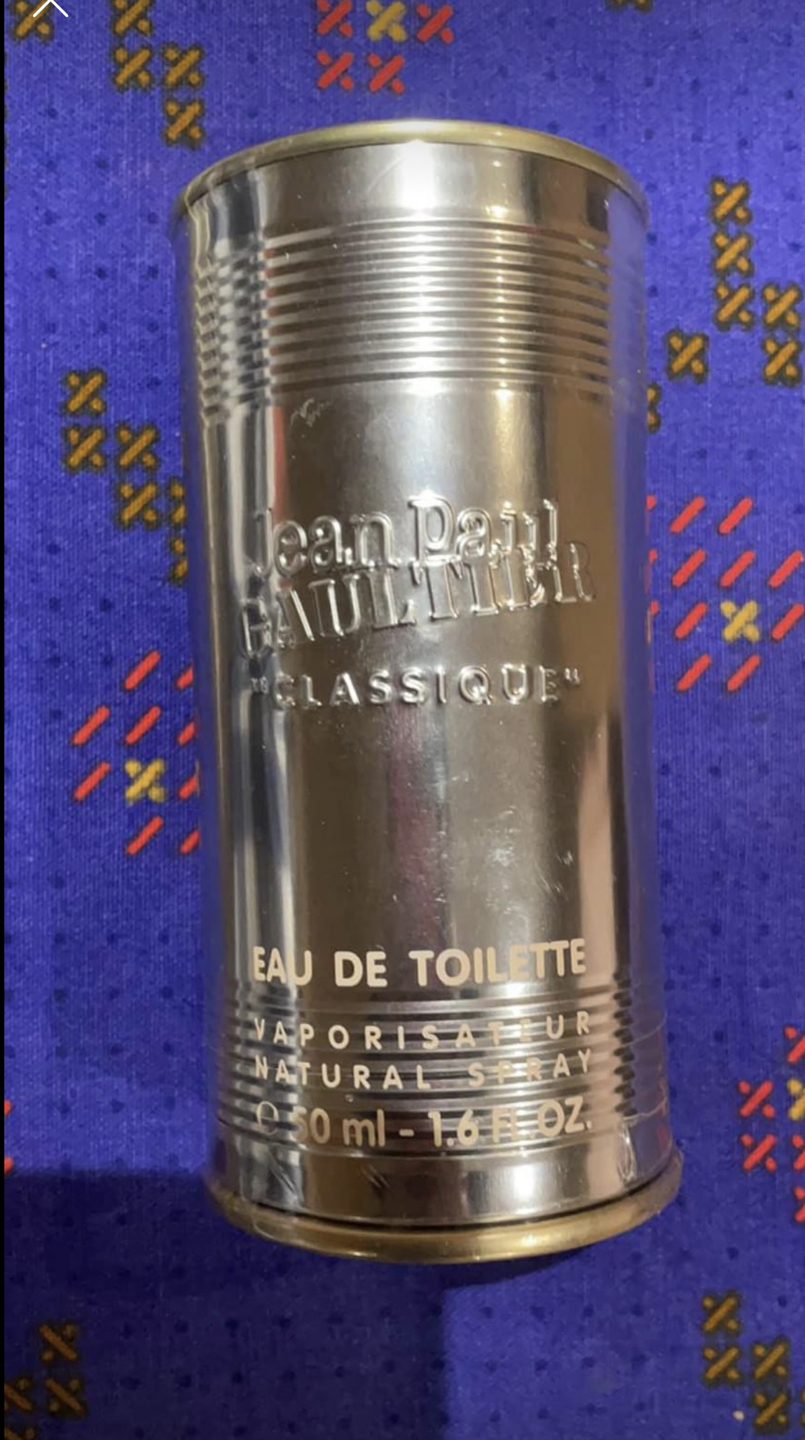 Jean Paul
GAULTIER
"CLASSIQUE"
EAU DE TOILETTE
VAPORISATEUR
NATURAL SPRAY
℮ 50 ml - 1.6 FL.OZ.